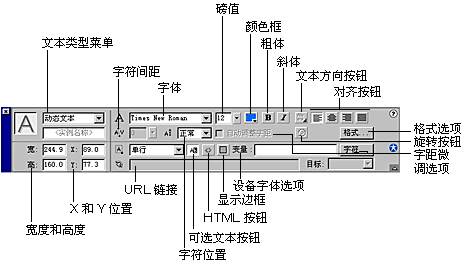 磅值
颜色框
粗体
文本类型菜单
斜体
字符间距
文本方向按钮
字体
对齐按钮
A 动态文本 A Times New Roman 12 B I
<实例名称> A/V 0 A‡ 正常 自动调整字距 格式...
宽: 244.9 X: 89.0 单行 变量: 字符...
高: 160.0 Y: 77.3 目标:
格式选项
旋转按钮
字距微
调选项
URL 链接
设备字体选项
X 和 Y 位置
显示边框
宽度和高度
HTML 按钮
可选文本按钮
字符位置